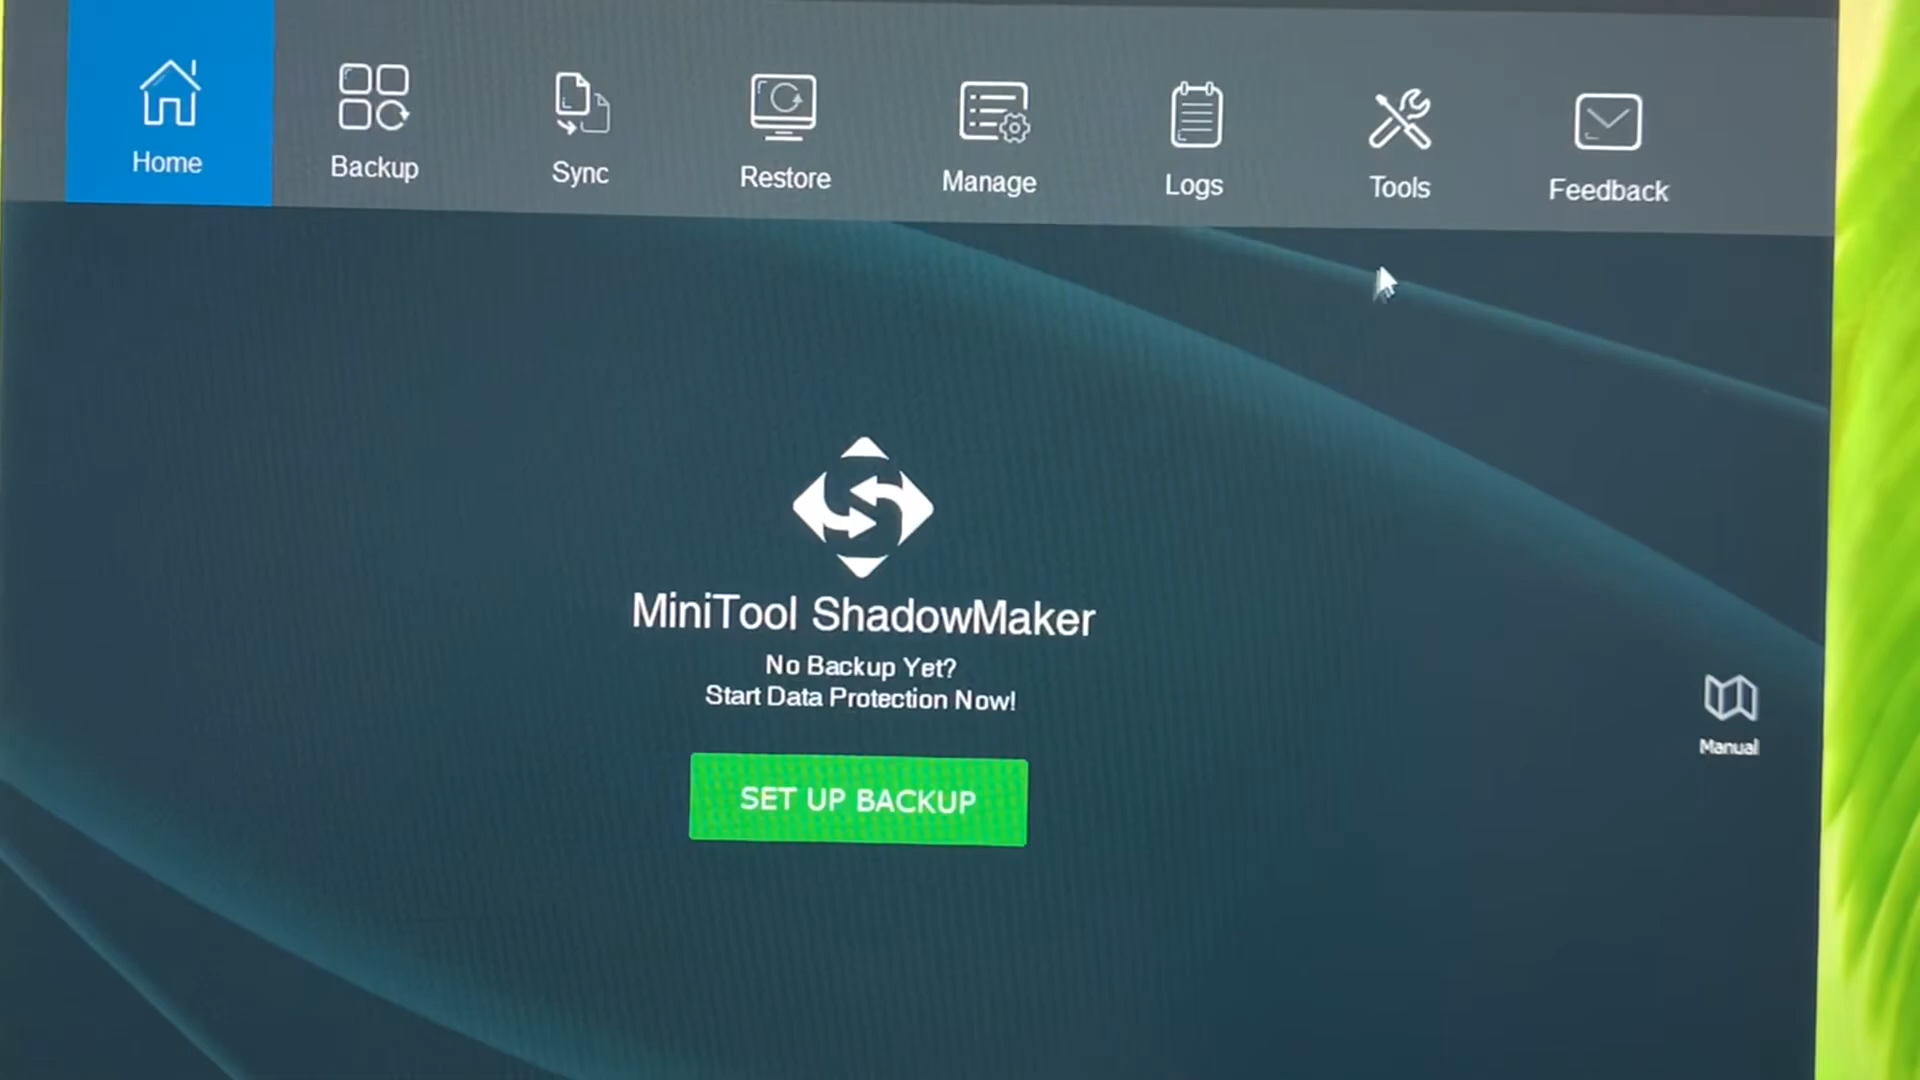 Home
Backup
Sync
Restore
Manage
Logs
Tools
Feedback
MiniTool ShadowMaker
No Backup Yet?
Start Data Protection Now!
Manual
SET UP BACKUP